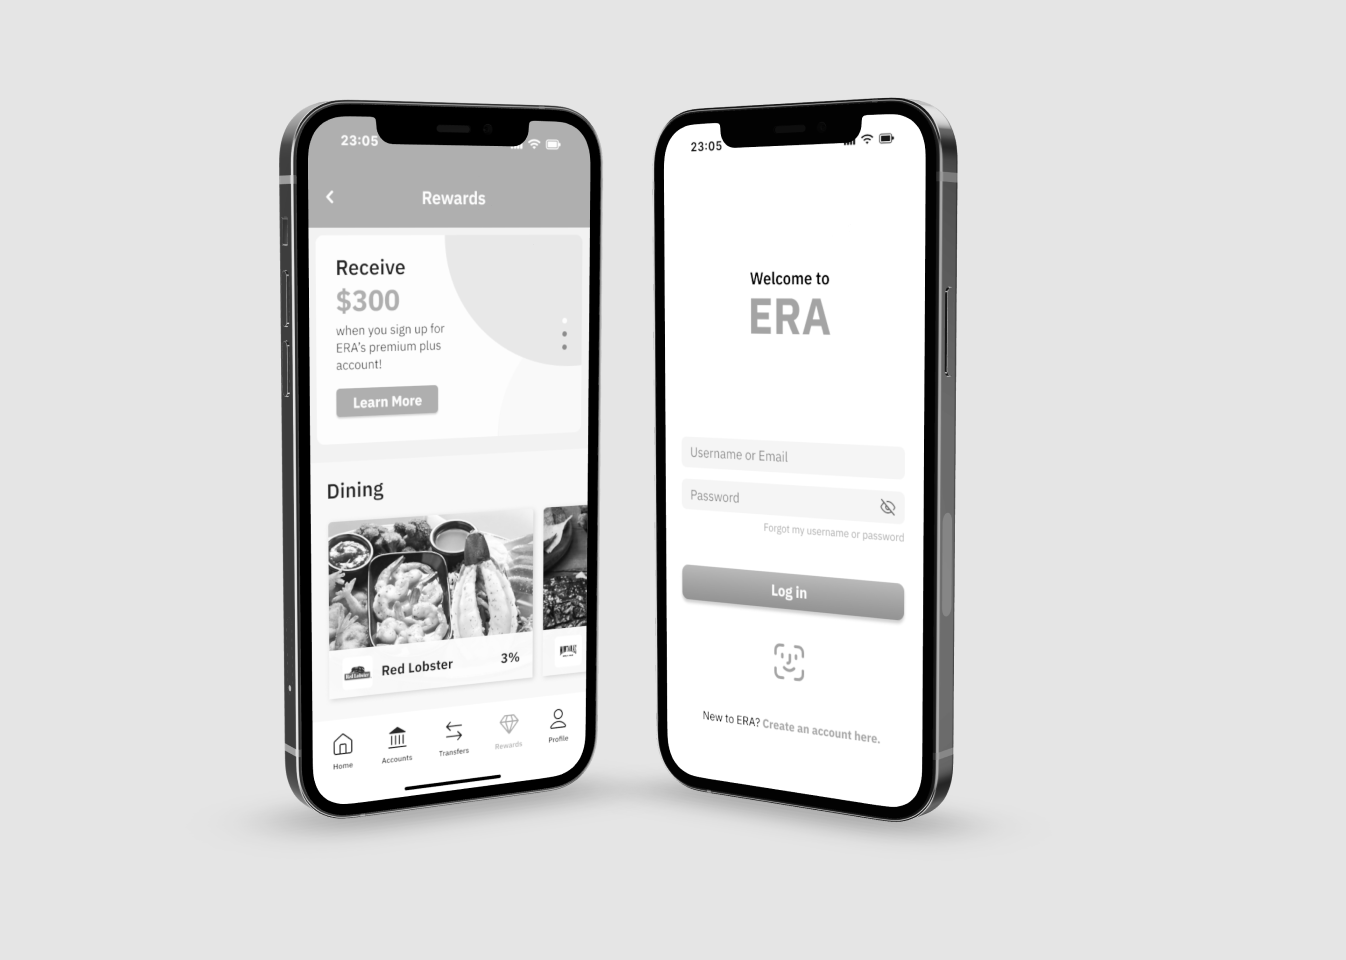 23:05
Rewards
Receive
$300
when you sign up for
ERA's premium plus
account!
Learn More
Dining
Red Lobster
Red Lobster
3%
Home
Accounts
Transfers
Rewards
Profile
23:05
Welcome to
ERA
Username or Email
Password
Forgot my username or password
Log in
New to ERA? Create an account here.